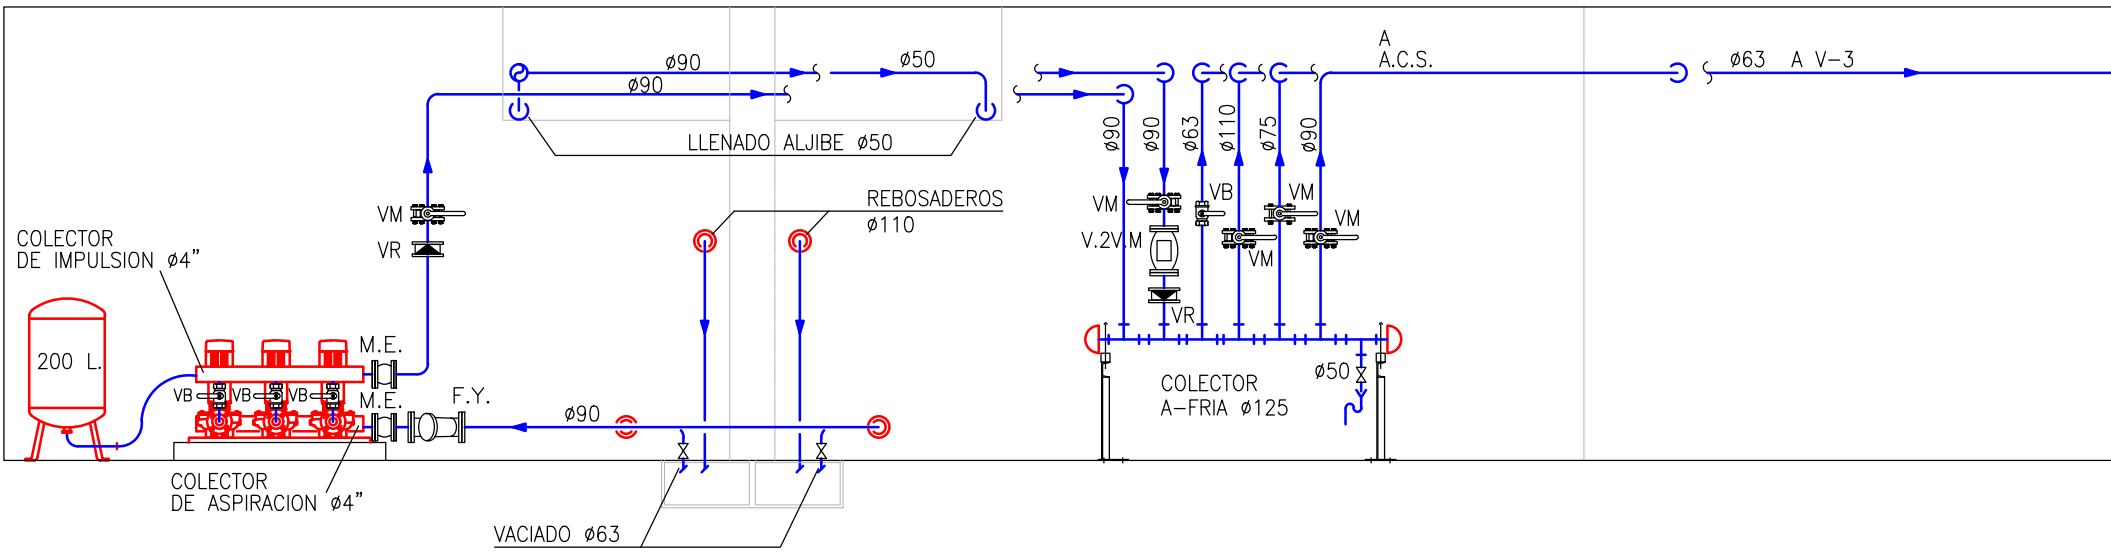 ø90
ø50
ø90
A
A.C.S.
ø63 A V-3
LLENADO ALJIBE ø50
ø90
ø90
ø63
ø110
ø75
ø90
VM
VR
REBOSADEROS
ø110
VM
V.2V.M
VR
VB
VM
VM
VM
COLECTOR
DE IMPULSION ø4”
200 L.
M.E.
VB
VB
VB
M.E.
F.Y.
ø90
COLECTOR
A-FRIA ø125
ø50
COLECTOR
DE ASPIRACION ø4”
VACIADO ø63